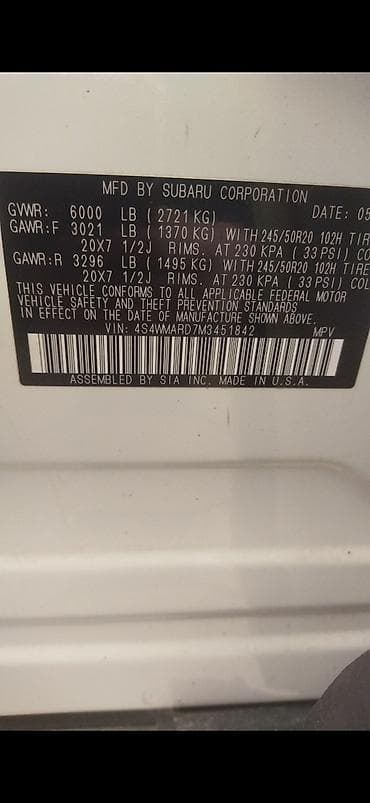 MFD BY SUBARU CORPORATION
GVWR: 6000 LB ( 2721 KG) DATE: 05
GAWR:F 3021 LB ( 1370 KG) WITH 245/50R20 102H TIRE
20X7 1/2J RIMS. AT 230 KPA ( 33 PSI) COL
GAWR:R 3296 LB ( 1495 KG) WITH 245/50R20 102H TIRE
20X7 1/2J RIMS. AT 230 KPA ( 33 PSI) COL
THIS VEHICLE CONFORMS TO ALL APPLICABLE FEDERAL MOTOR
VEHICLE SAFETY AND THEFT PREVENTION STANDARDS
IN EFFECT ON THE DATE OF MANUFACTURE SHOWN ABOVE.
VIN: 4S4WMARD7M3451842 MPV
ASSEMBLED BY SIA INC. MADE IN U.S.A.